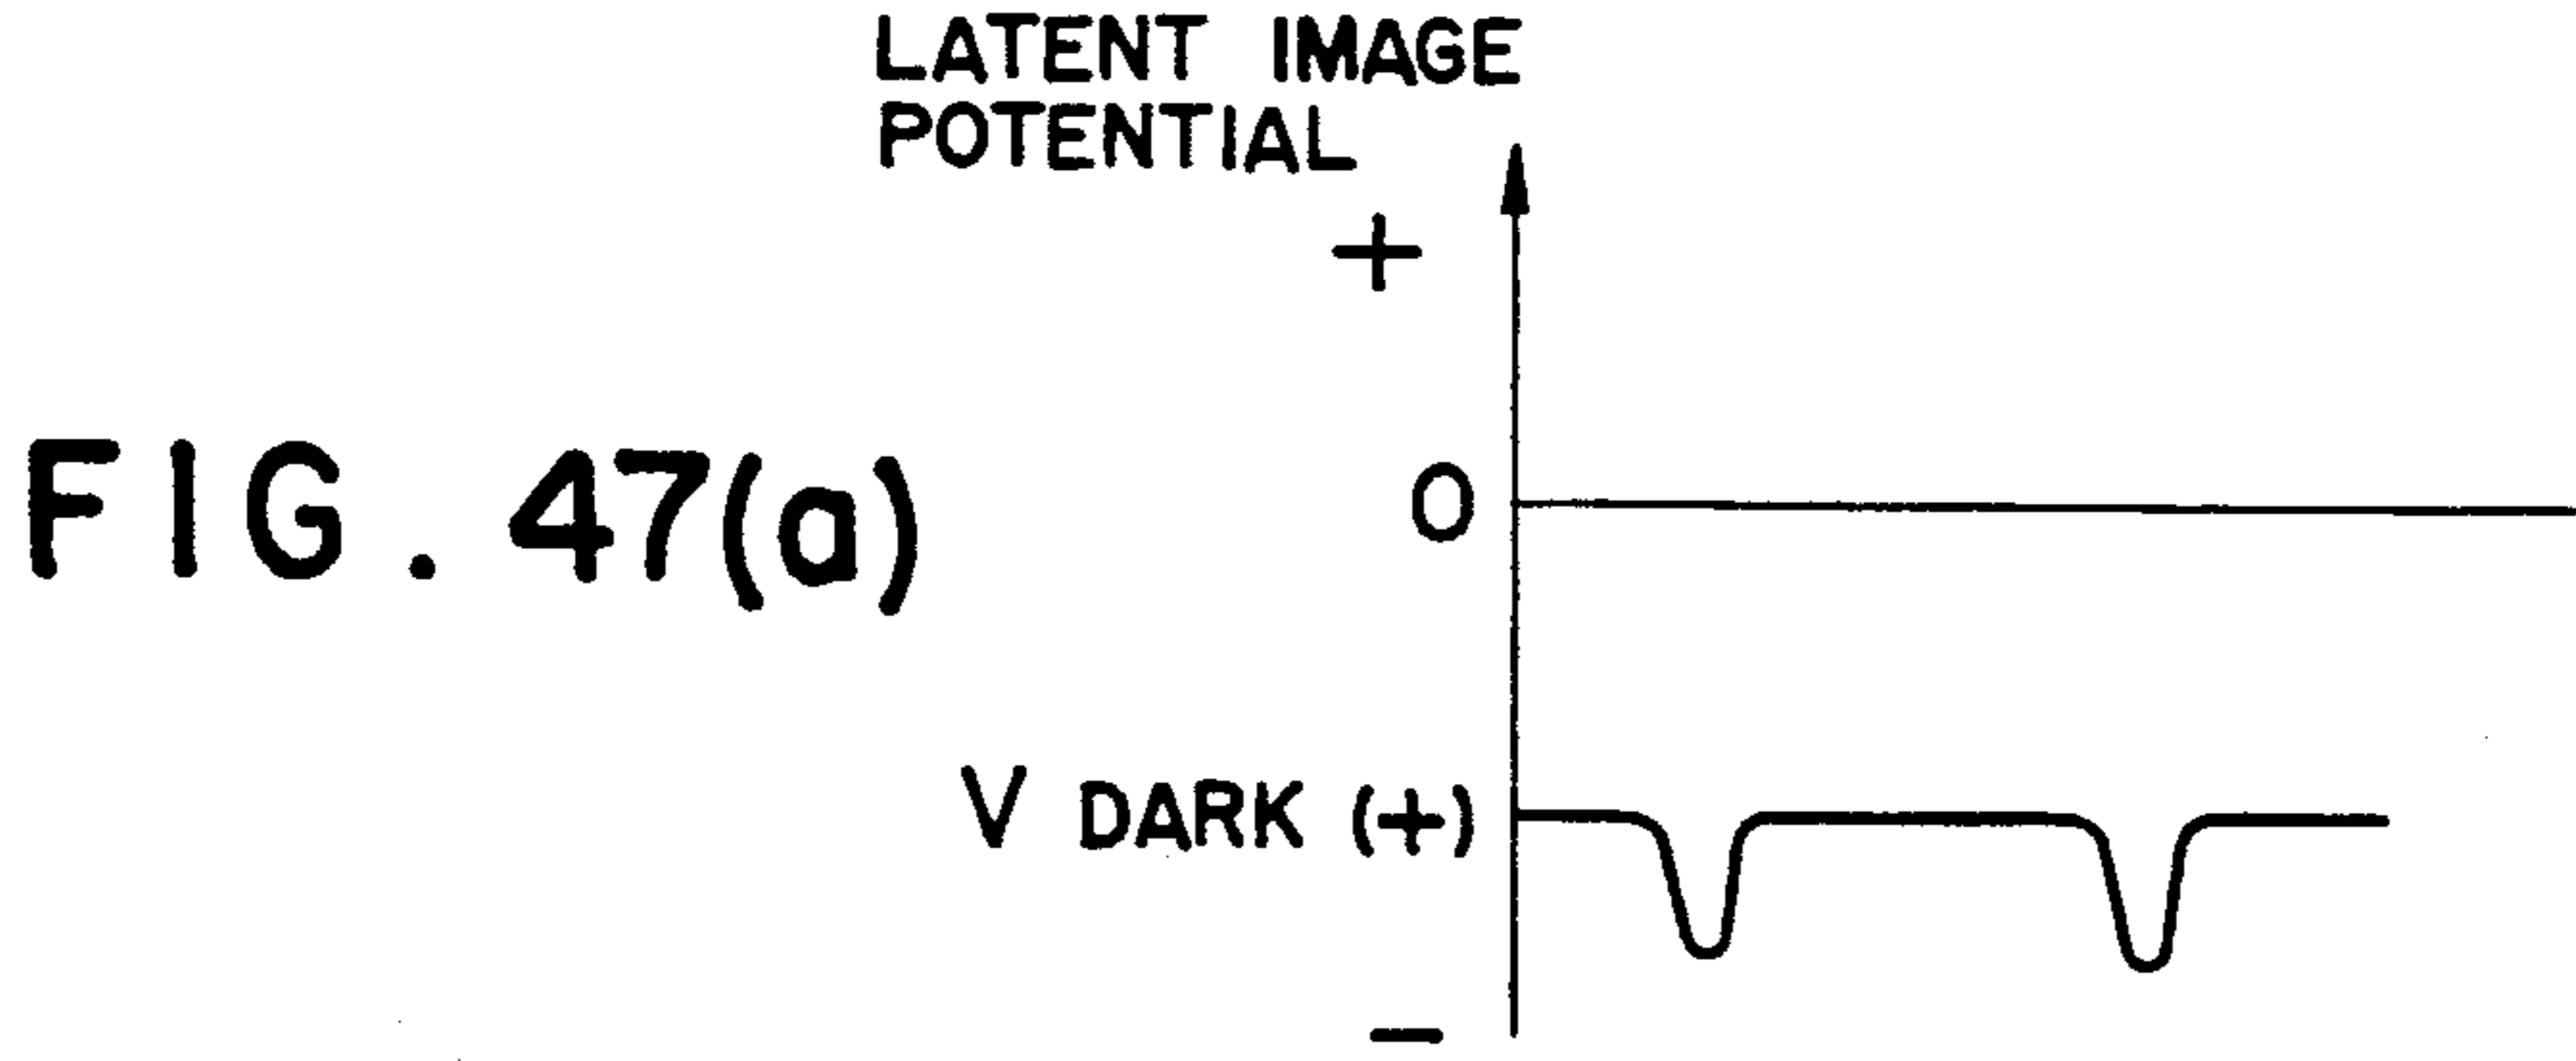 LATENT IMAGE
POTENTIAL
+
FIG. 47(a)
0
V DARK (+)
−